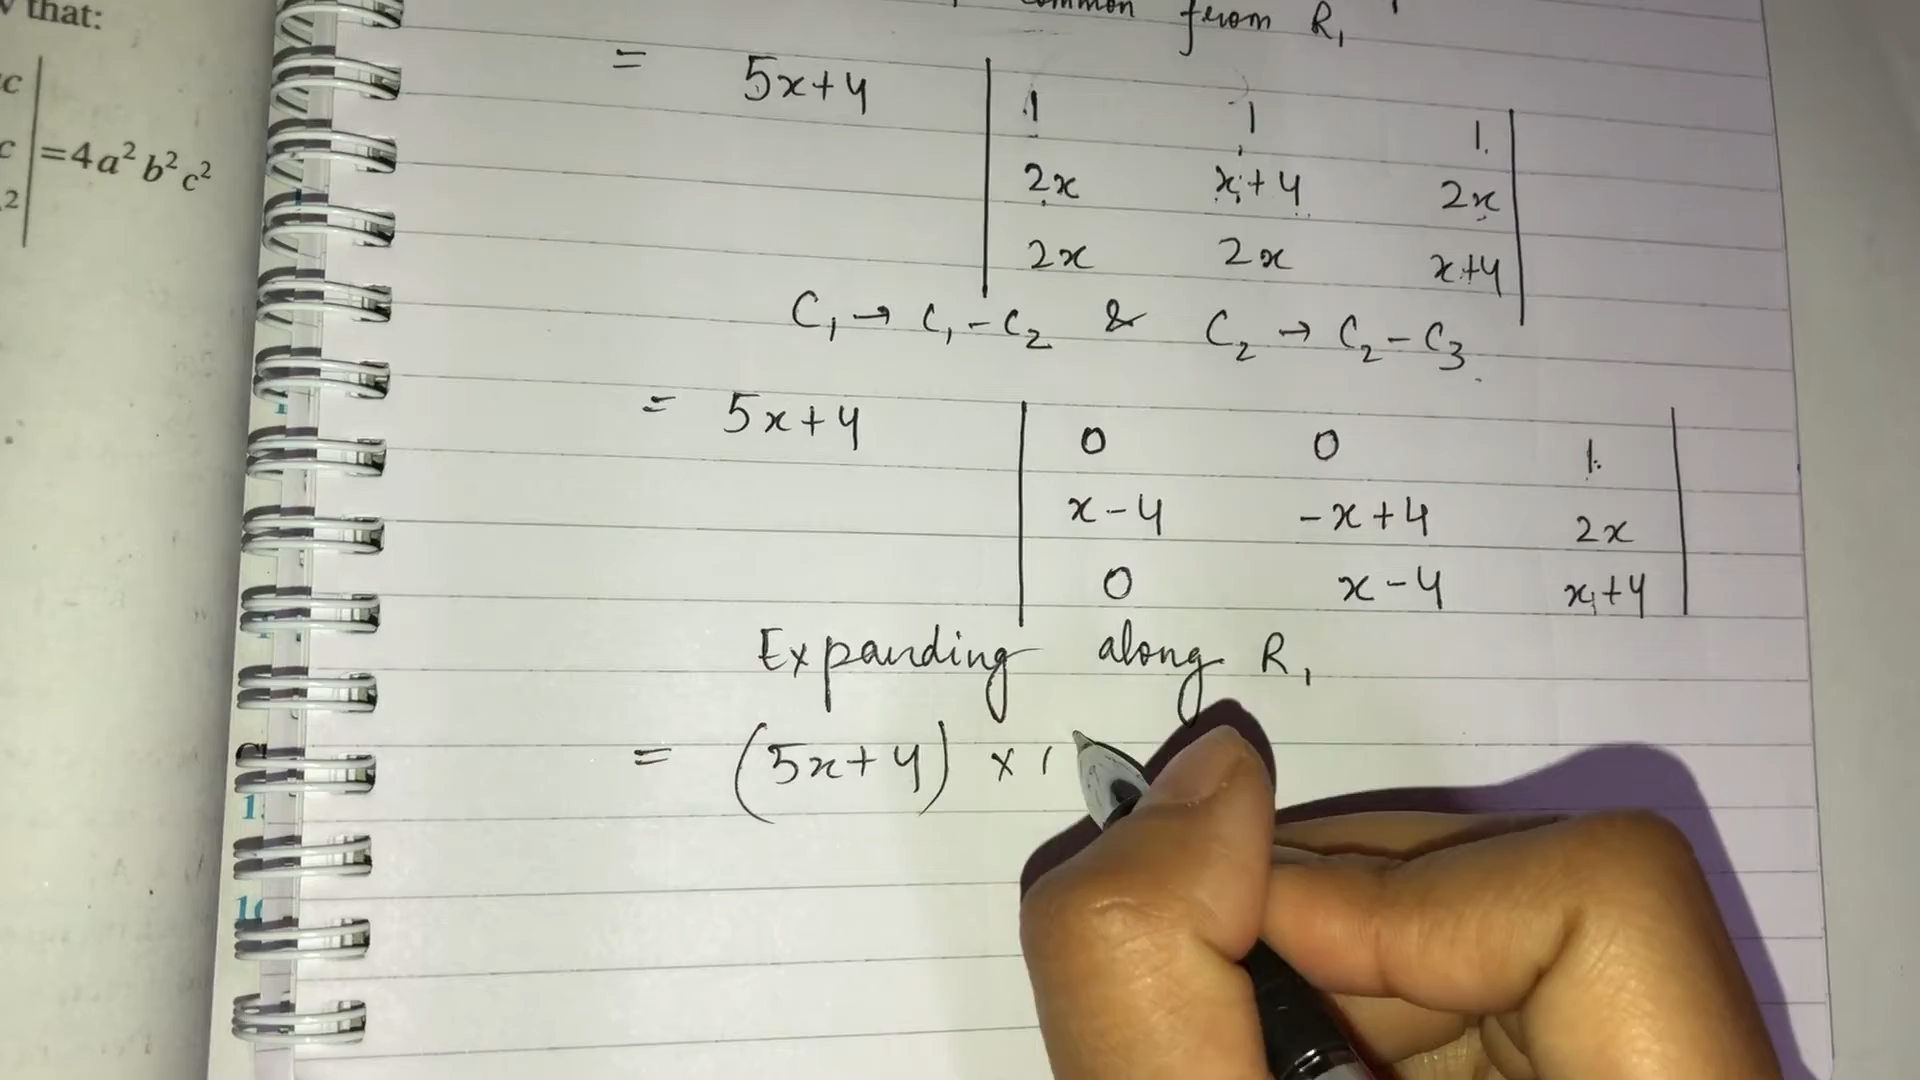 that:
=4a²b²c²
common from R₁
= 5x+4 | 1 1 1 |
| 2x x+4 2x |
| 2x 2x x+4 |
C₁ → C₁-C₂ & C₂ → C₂-C₃
= 5x+4 | 0 0 1 |
| x-4 -x+4 2x |
| 0 x-4 x+4 |
Expanding along R₁
= (5x+4) ×